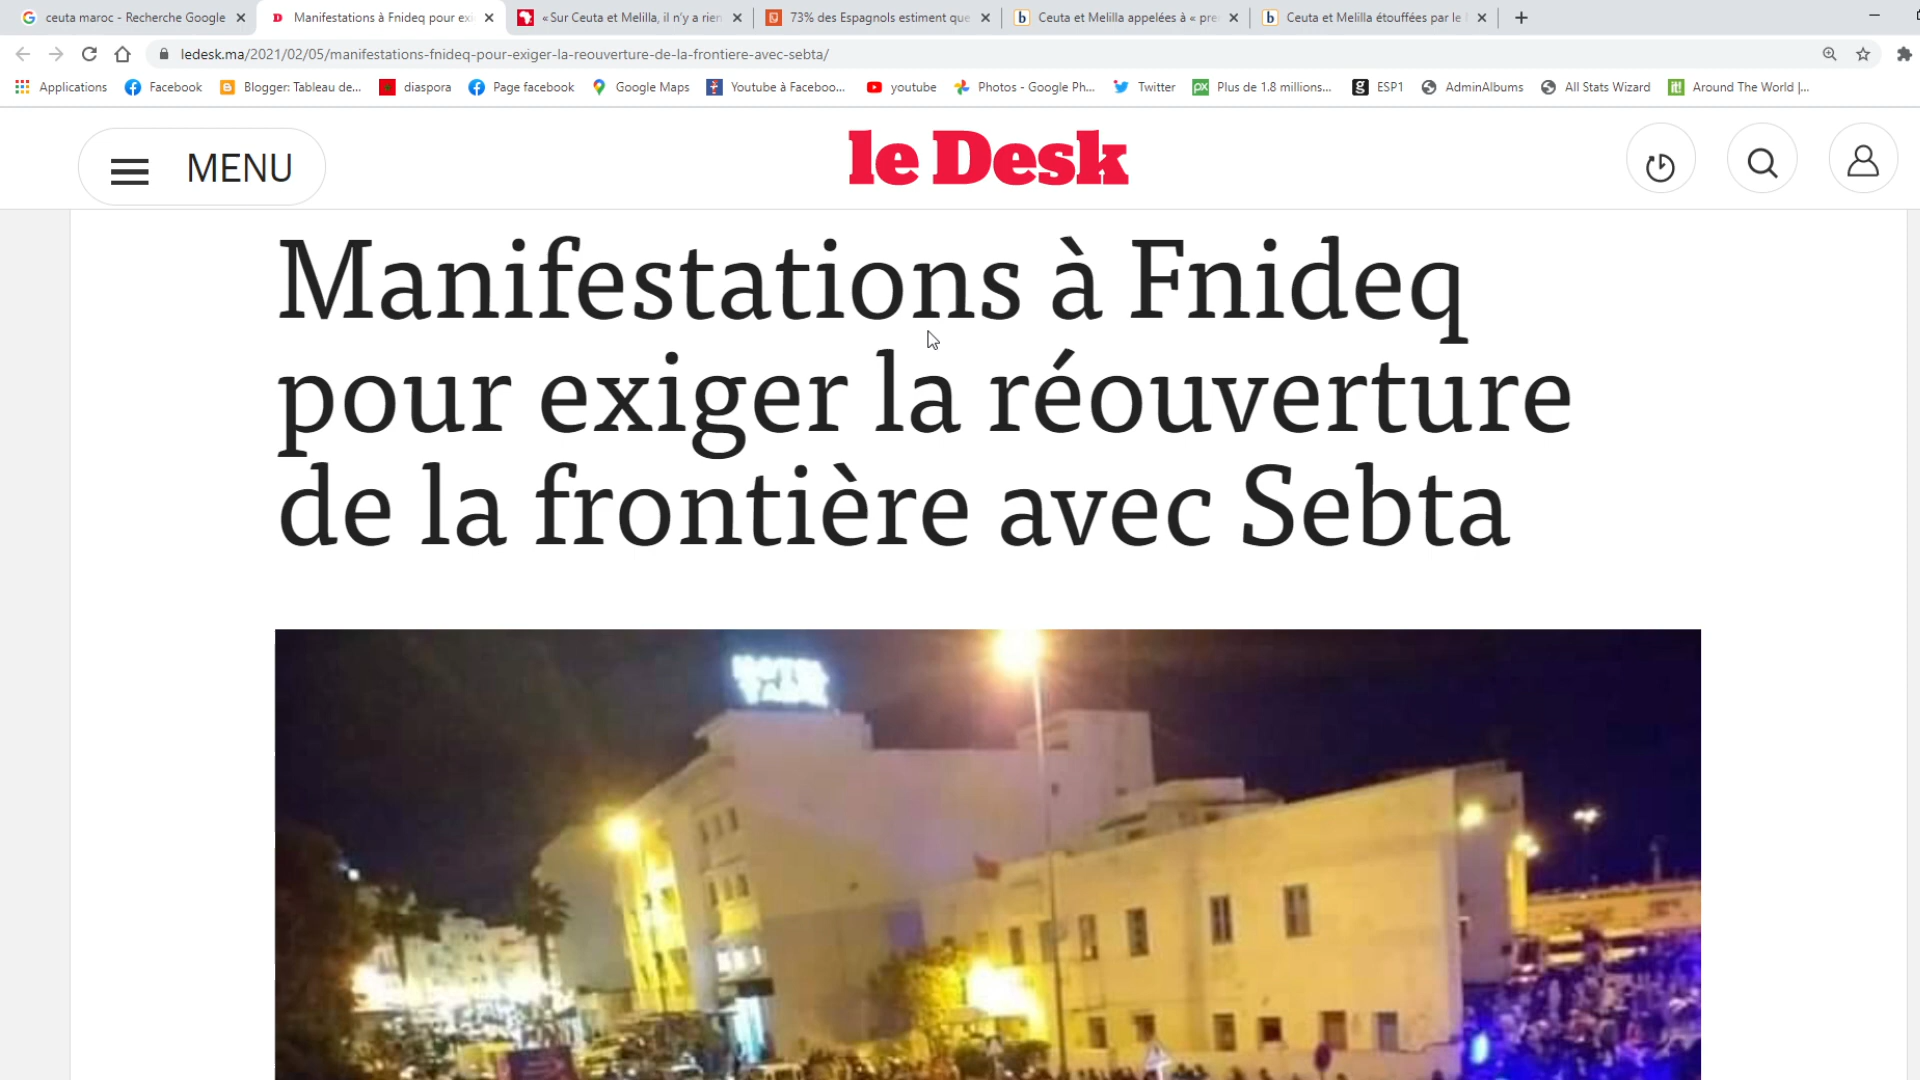 ceuta maroc - Recherche Google
Manifestations à Fnideq pour exi
« Sur Ceuta et Melilla, il n'y a rien
73% des Espagnols estiment que
Ceuta et Melilla appelées à « pre
Ceuta et Melilla étouffées par le
ledesk.ma/2021/02/05/manifestations-fnideq-pour-exiger-la-reouverture-de-la-frontiere-avec-sebta/
Applications
Facebook
Blogger: Tableau de...
diaspora
Page facebook
Google Maps
Youtube à Faceboo...
youtube
Photos - Google Ph...
Twitter
Plus de 1.8 millions...
ESP1
AdminAlbums
All Stats Wizard
Around The World |...
MENU
le Desk
Manifestations à Fnideq
pour exiger la réouverture
de la frontière avec Sebta